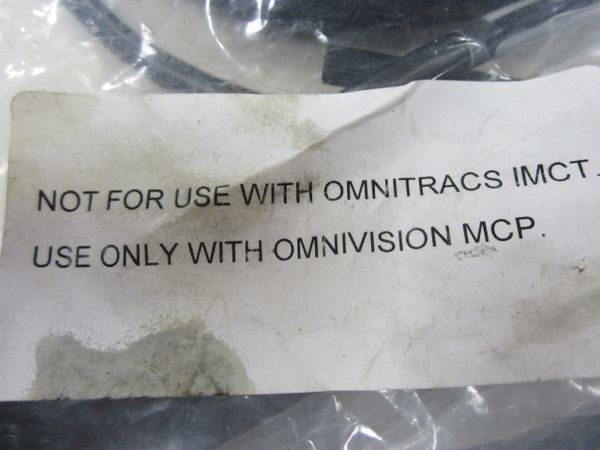 NOT FOR USE WITH OMNITRACS IMCT.
USE ONLY WITH OMNIVISION MCP.